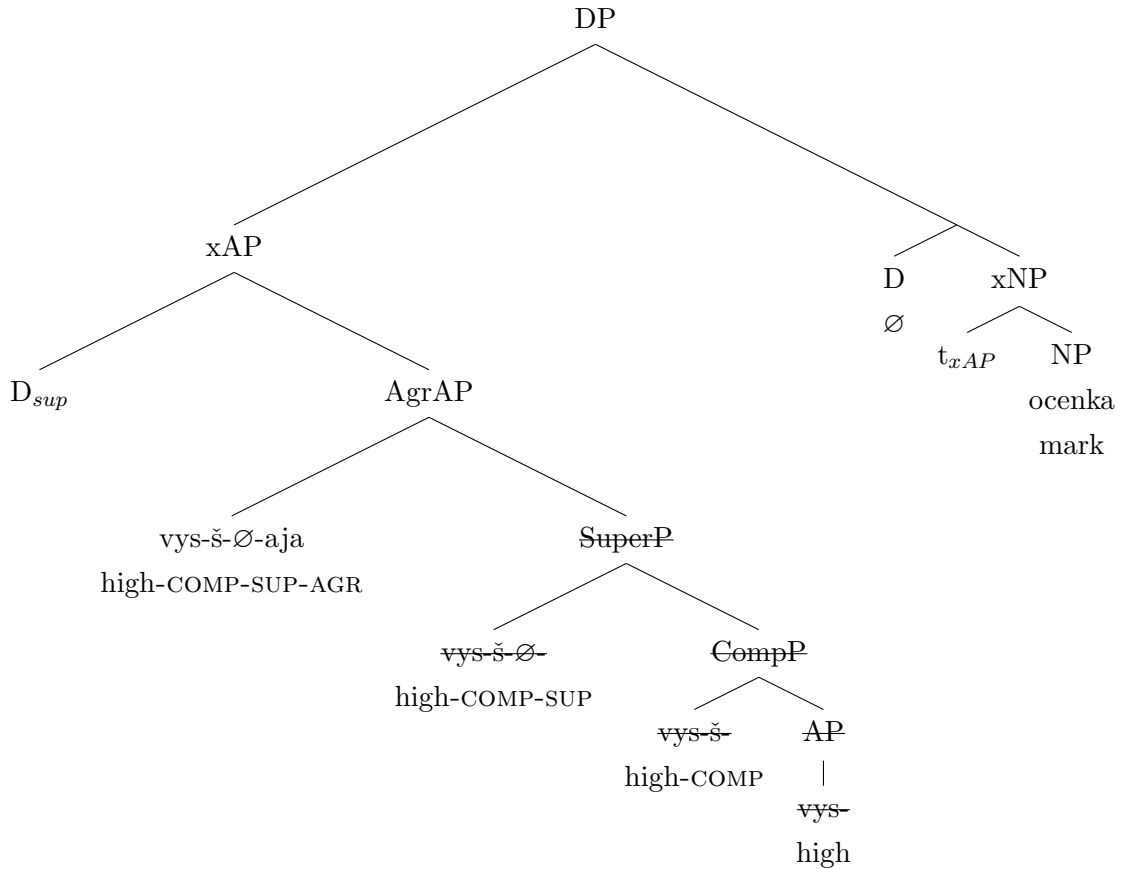 DP
xAP
D xNP
∅
t_xAP NP
ocenka
mark
D_sup AgrAP
vys-š-∅-aja ~~SuperP~~
high-COMP-SUP-AGR
~~vys-š-∅-~~ ~~CompP~~
high-COMP-SUP
~~vys-š-~~ ~~AP~~
high-COMP
~~vys-~~
high